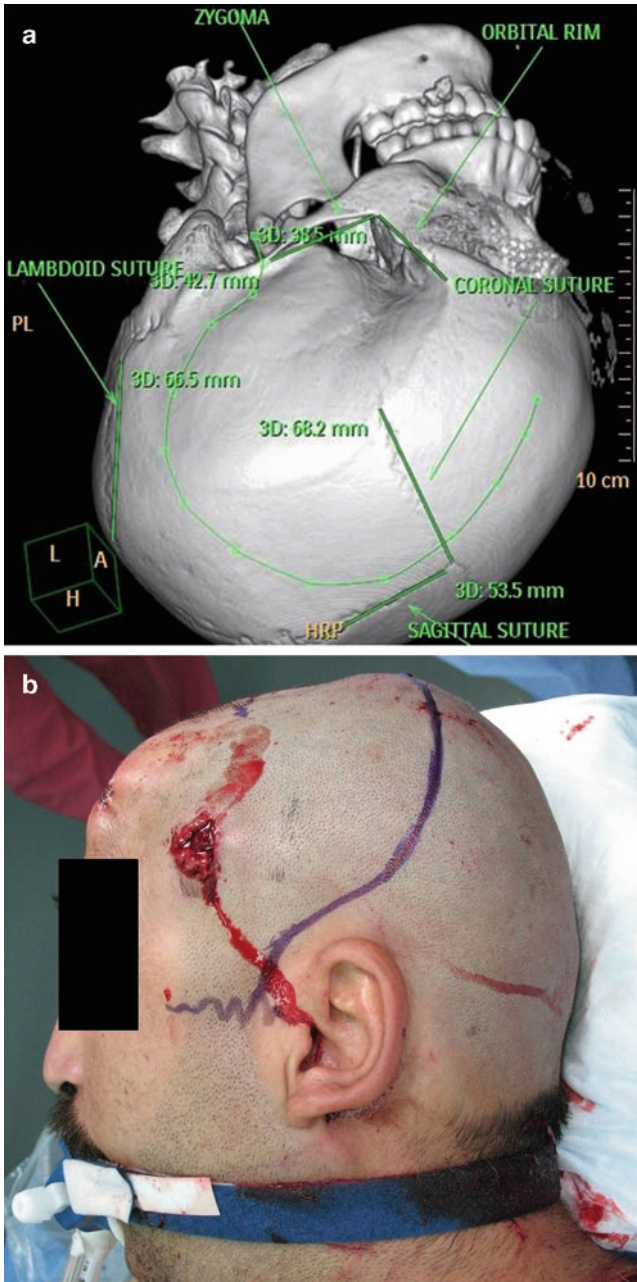 a
ZYGOMA
ORBITAL RIM
3D: 38.5 mm
LAMBDOID SUTURE
3D: 42.7 mm
CORONAL SUTURE
PL
3D: 66.5 mm
3D: 68.2 mm
10 cm
L
A
H
3D: 53.5 mm
HRP
SAGITTAL SUTURE
b